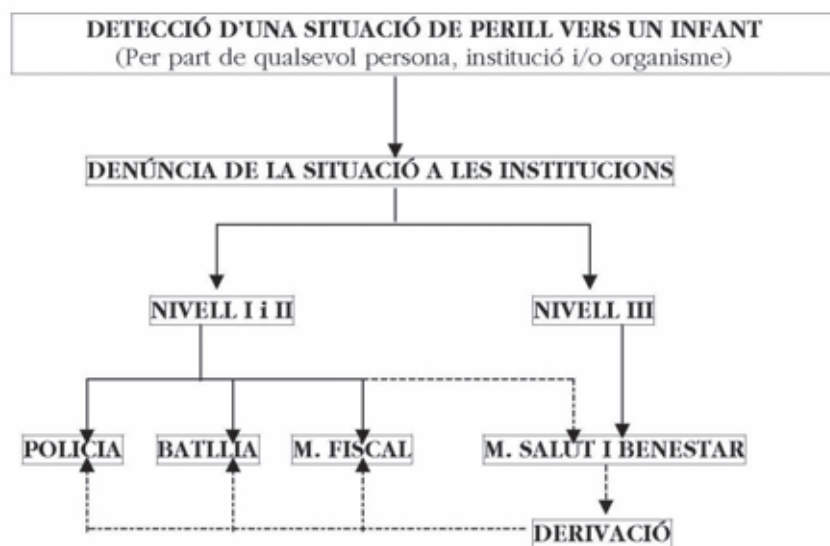 DETECCIÓ D'UNA SITUACIÓ DE PERILL VERS UN INFANT
(Per part de qualsevol persona, institució i/o organisme)
DENÚNCIA DE LA SITUACIÓ A LES INSTITUCIONS
NIVELL I i II
NIVELL III
POLICIA
BATLLIA
M. FISCAL
M. SALUT I BENESTAR
DERIVACIÓ